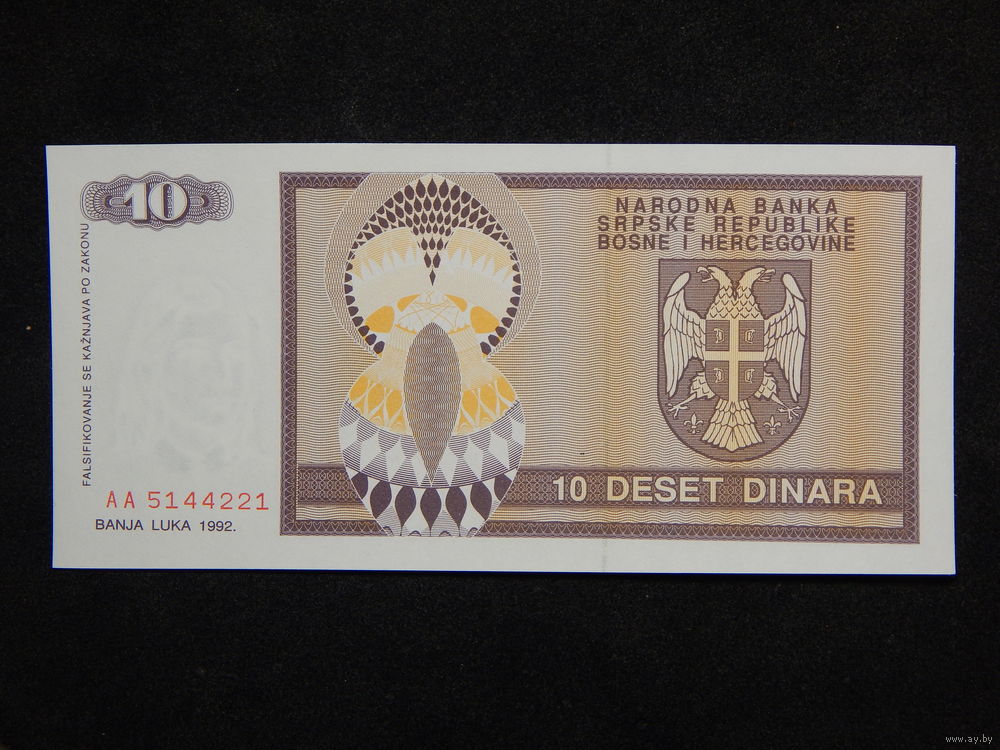 10
NARODNA BANKA
SRPSKE REPUBLIKE
BOSNE I HERCEGOVINE
FALSIFIKOVANJE SE KAŽNJAVA PO ZAKONU
AA 5144221
BANJA LUKA 1992.
10 DESET DINARA
www.ay.by